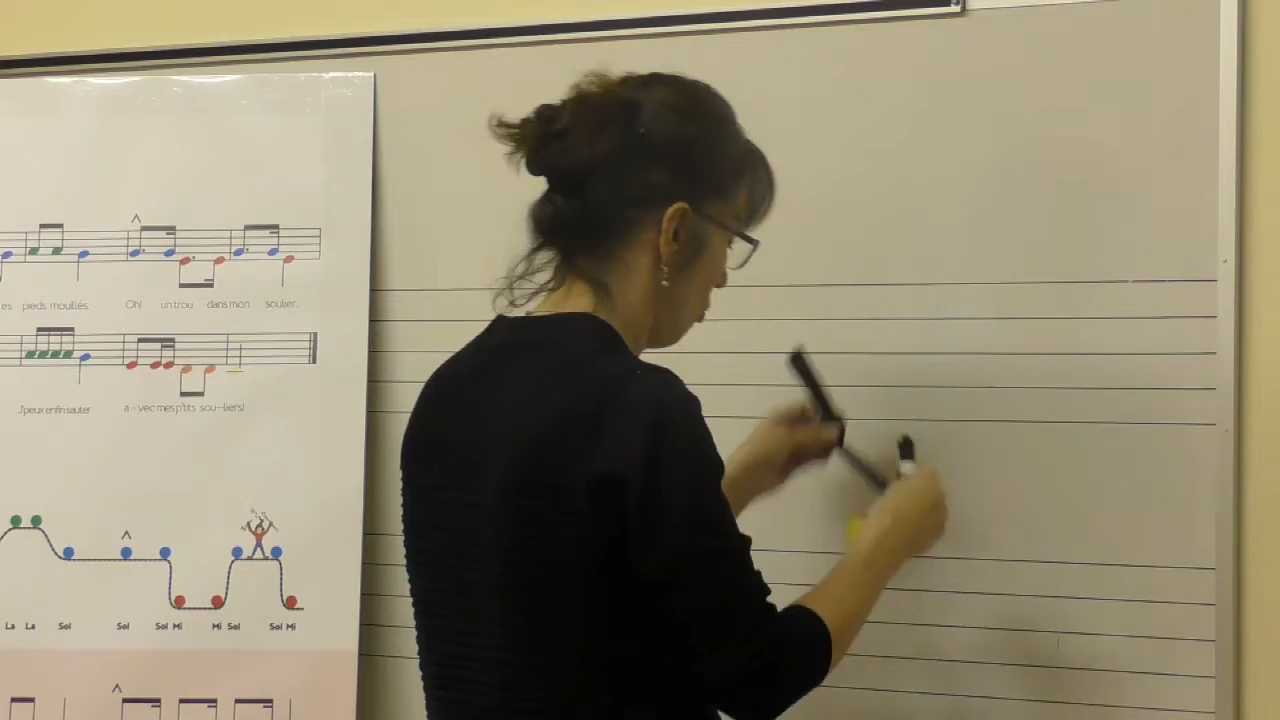 es pieds mouillés. Oh! un trou dans mon soulier.
J'peux enfin sauter a - vec mes p'tits sou - liers!
La La Sol Sol Sol Mi Mi Sol Sol Mi